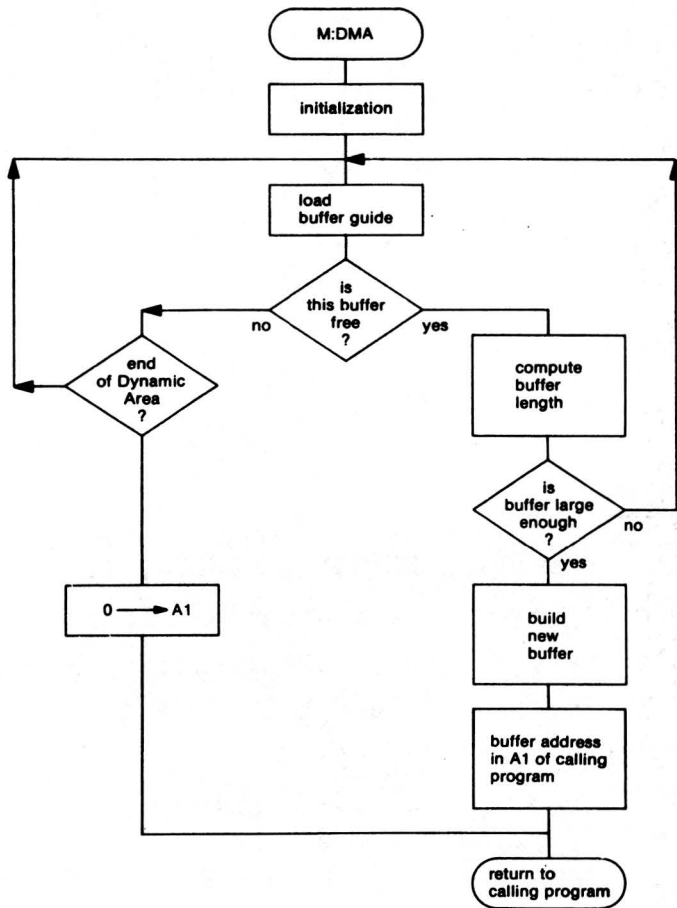 M:DMA
initialization
load
buffer guide
is
this buffer
free
?
no
yes
end
of Dynamic
Area
?
compute
buffer
length
is
buffer large
enough
?
no
yes
0 → A1
build
new
buffer
buffer address
in A1 of calling
program
return to
calling program